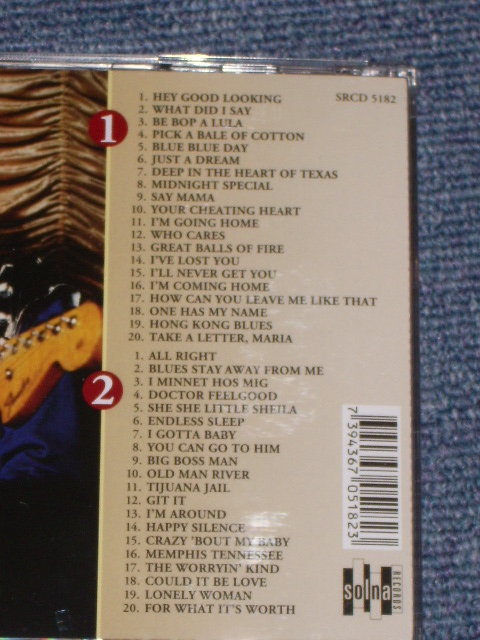 SRCD 5182
1
1. HEY GOOD LOOKING
2. WHAT DID I SAY
3. BE BOP A LULA
4. PICK A BALE OF COTTON
5. BLUE BLUE DAY
6. JUST A DREAM
7. DEEP IN THE HEART OF TEXAS
8. MIDNIGHT SPECIAL
9. SAY MAMA
10. YOUR CHEATING HEART
11. I'M GOING HOME
12. WHO CARES
13. GREAT BALLS OF FIRE
14. I'VE LOST YOU
15. I'LL NEVER GET YOU
16. I'M COMING HOME
17. HOW CAN YOU LEAVE ME LIKE THAT
18. ONE HAS MY NAME
19. HONG KONG BLUES
20. TAKE A LETTER, MARIA
2
1. ALL RIGHT
2. BLUES STAY AWAY FROM ME
3. I MINNET HOS MIG
4. DOCTOR FEELGOOD
5. SHE SHE LITTLE SHEILA
6. ENDLESS SLEEP
7. I GOTTA BABY
8. YOU CAN GO TO HIM
9. BIG BOSS MAN
10. OLD MAN RIVER
11. TIJUANA JAIL
12. GIT IT
13. I'M AROUND
14. HAPPY SILENCE
15. CRAZY 'BOUT MY BABY
16. MEMPHIS TENNESSEE
17. THE WORRYIN' KIND
18. COULD IT BE LOVE
19. LONELY WOMAN
20. FOR WHAT IT'S WORTH
7 394367 051823
solna
RECORDS